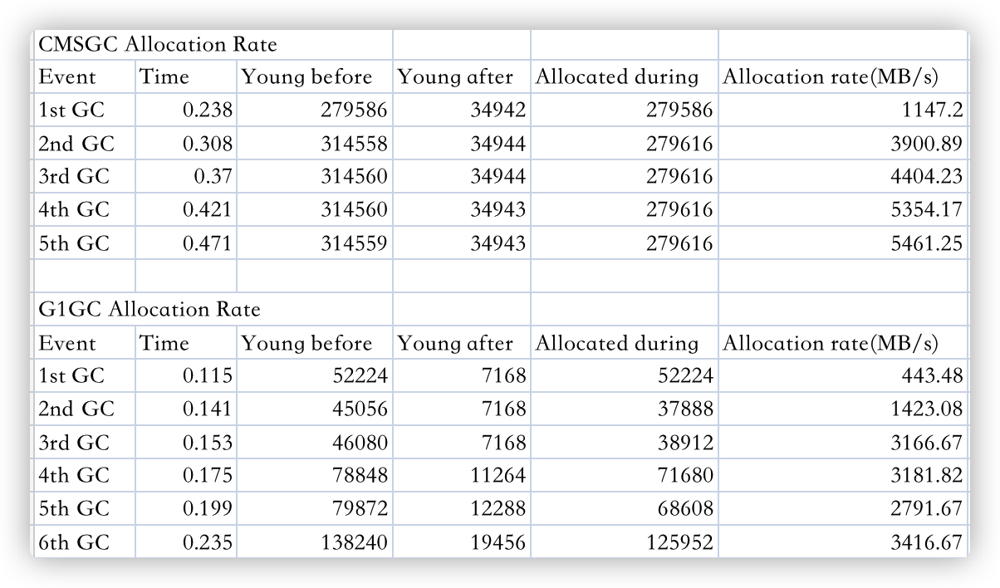 CMSGC Allocation Rate
Event Time Young before Young after Allocated during Allocation rate(MB/s)
1st GC 0.238 279586 34942 279586 1147.2
2nd GC 0.308 314558 34944 279616 3900.89
3rd GC 0.37 314560 34944 279616 4404.23
4th GC 0.421 314560 34943 279616 5354.17
5th GC 0.471 314559 34943 279616 5461.25
G1GC Allocation Rate
Event Time Young before Young after Allocated during Allocation rate(MB/s)
1st GC 0.115 52224 7168 52224 443.48
2nd GC 0.141 45056 7168 37888 1423.08
3rd GC 0.153 46080 7168 38912 3166.67
4th GC 0.175 78848 11264 71680 3181.82
5th GC 0.199 79872 12288 68608 2791.67
6th GC 0.235 138240 19456 125952 3416.67